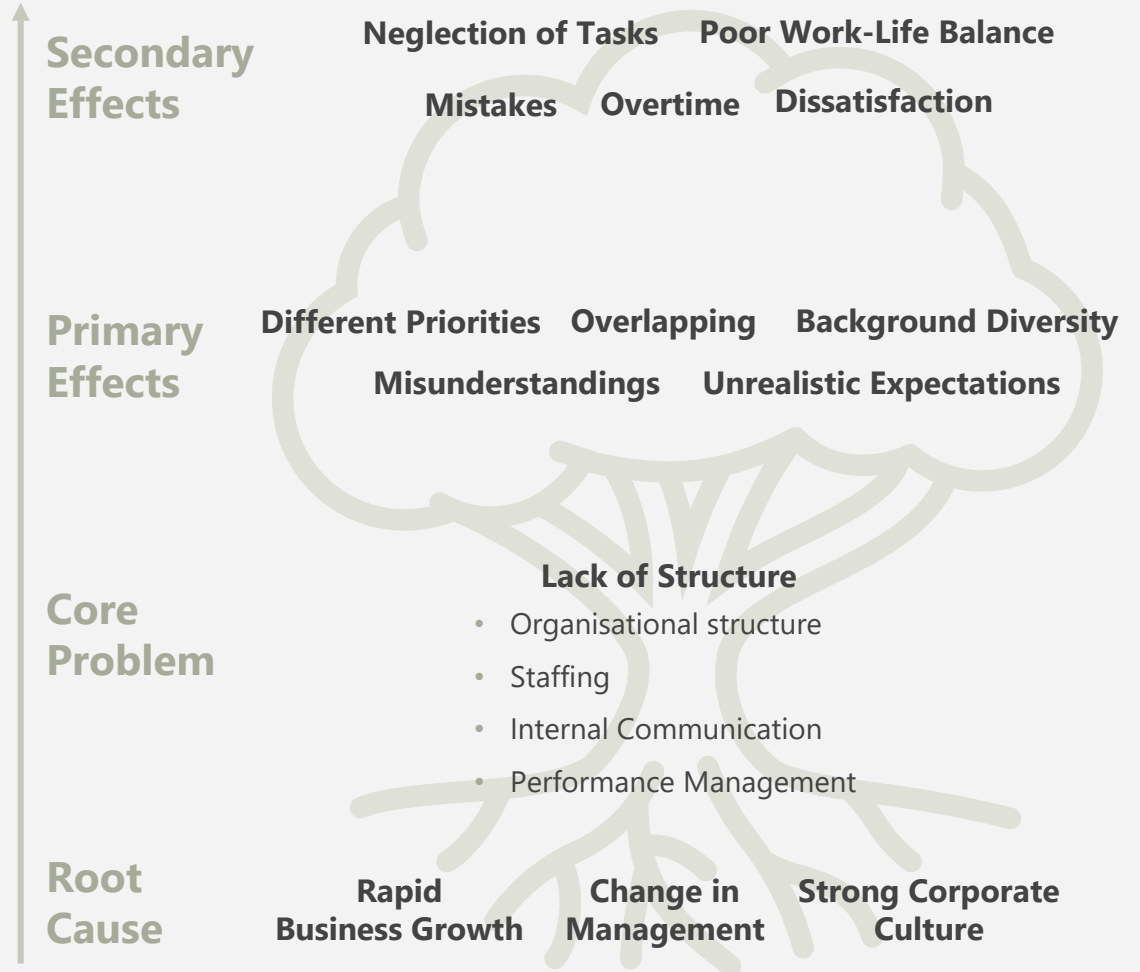 Secondary
Effects
Neglection of Tasks Poor Work-Life Balance
Mistakes Overtime Dissatisfaction
Primary
Effects
Different Priorities Overlapping Background Diversity
Misunderstandings Unrealistic Expectations
Core
Problem
Lack of Structure
• Organisational structure
• Staffing
• Internal Communication
• Performance Management
Root
Cause
Rapid
Business Growth
Change in
Management
Strong Corporate
Culture